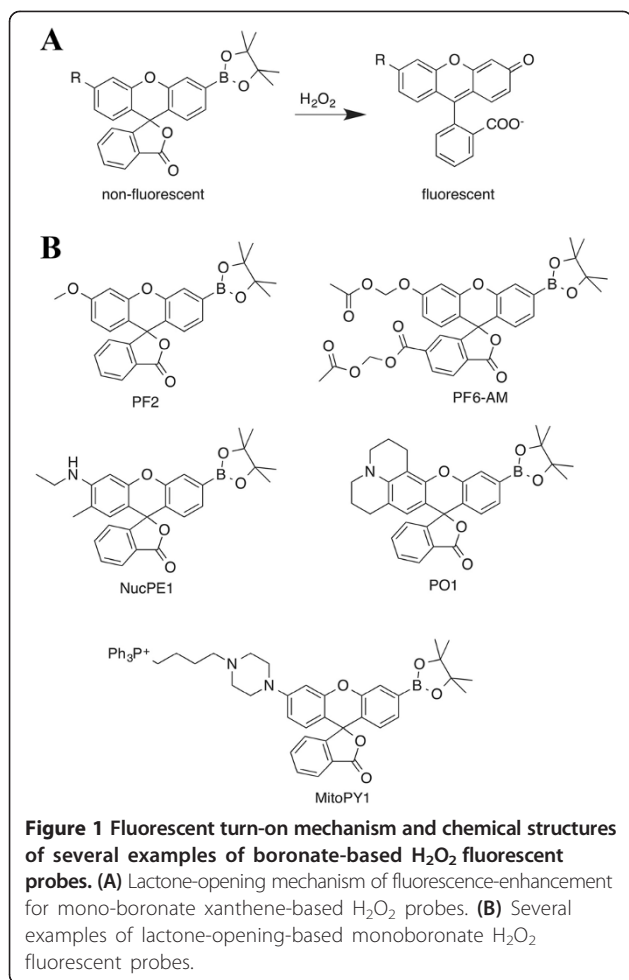 A
R O B O O O O
H₂O₂
R O O COO⁻
non-fluorescent
fluorescent
B
O O B O O O O
PF2
O O O O O O O O B O O O O
PF6-AM
H N O B O O O O
NucPE1
N O B O O O O
PO1
Ph₃P⁺ N N O B O O O O
MitoPY1
Figure 1 Fluorescent turn-on mechanism and chemical structures
of several examples of boronate-based H₂O₂ fluorescent
probes. (A) Lactone-opening mechanism of fluorescence-enhancement
for mono-boronate xanthene-based H₂O₂ probes. (B) Several
examples of lactone-opening-based monoboronate H₂O₂
fluorescent probes.